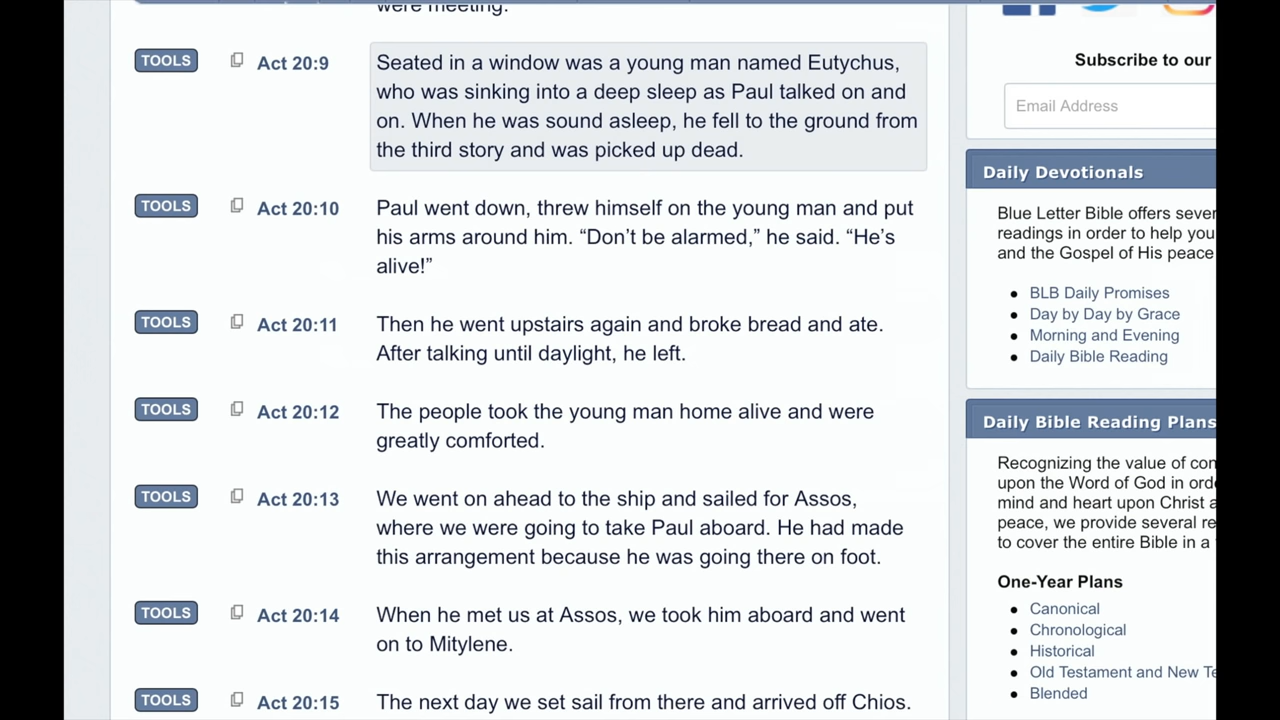 were meeting.
TOOLS Act 20:9 Seated in a window was a young man named Eutychus,
who was sinking into a deep sleep as Paul talked on and
on. When he was sound asleep, he fell to the ground from
the third story and was picked up dead.
TOOLS Act 20:10 Paul went down, threw himself on the young man and put
his arms around him. “Don’t be alarmed,” he said. “He’s
alive!”
TOOLS Act 20:11 Then he went upstairs again and broke bread and ate.
After talking until daylight, he left.
TOOLS Act 20:12 The people took the young man home alive and were
greatly comforted.
TOOLS Act 20:13 We went on ahead to the ship and sailed for Assos,
where we were going to take Paul aboard. He had made
this arrangement because he was going there on foot.
TOOLS Act 20:14 When he met us at Assos, we took him aboard and went
on to Mitylene.
TOOLS Act 20:15 The next day we set sail from there and arrived off Chios.
Subscribe to our
Email Address
Daily Devotionals
Blue Letter Bible offers sever
readings in order to help you
and the Gospel of His peace
BLB Daily Promises
Day by Day by Grace
Morning and Evening
Daily Bible Reading
Daily Bible Reading Plans
Recognizing the value of con
upon the Word of God in orde
mind and heart upon Christ a
peace, we provide several re
to cover the entire Bible in a
One-Year Plans
Canonical
Chronological
Historical
Old Testament and New Te
Blended